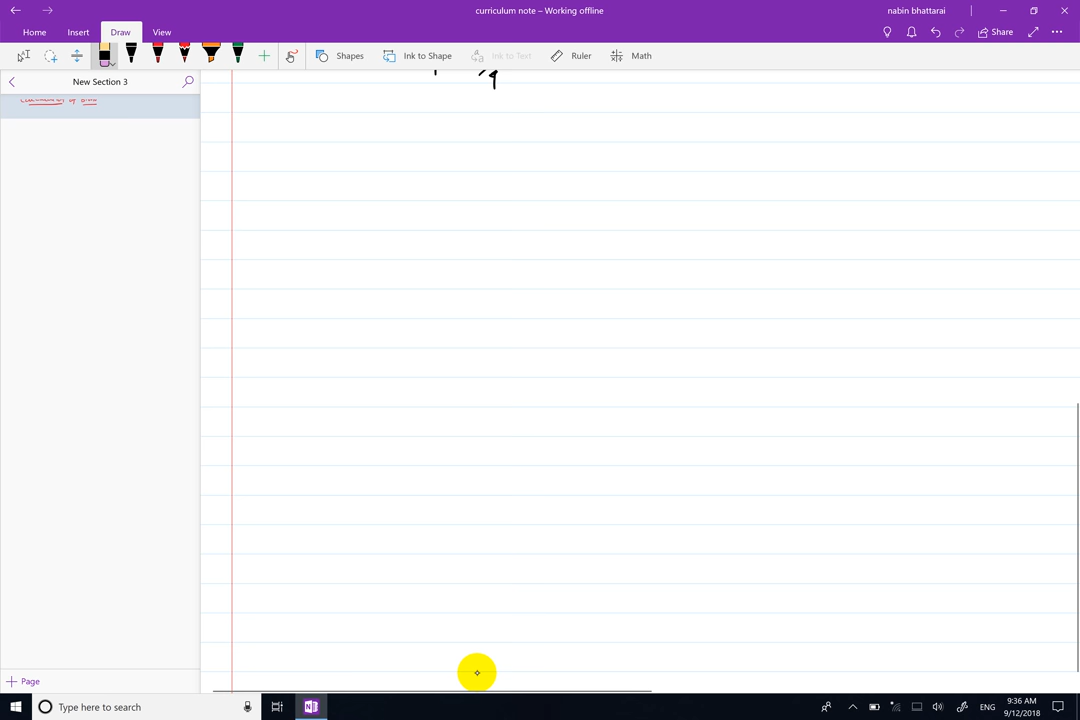 curriculum note – Working offline
nabin bhattarai
Home
Insert
Draw
View
Share
Shapes
Ink to Shape
Ink to Text
Ruler
Math
New Section 3
Page
Type here to search
ENG
9:36 AM
9/12/2018